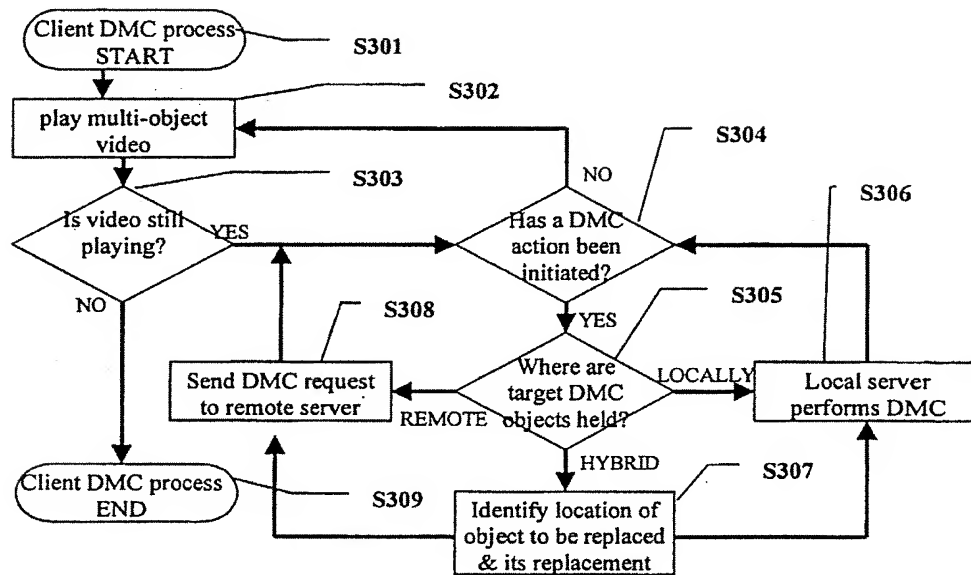 Client DMC process
START
S301
play multi-object
video
S302
S303
Is video still
playing?
YES
NO
S304
NO
Has a DMC
action been
initiated?
YES
S305
S306
Where are
target DMC
objects held?
LOCALLY
REMOTE
HYBRID
Local server
performs DMC
S308
Send DMC request
to remote server
S307
Identify location of
object to be replaced
& its replacement
Client DMC process
END
S309